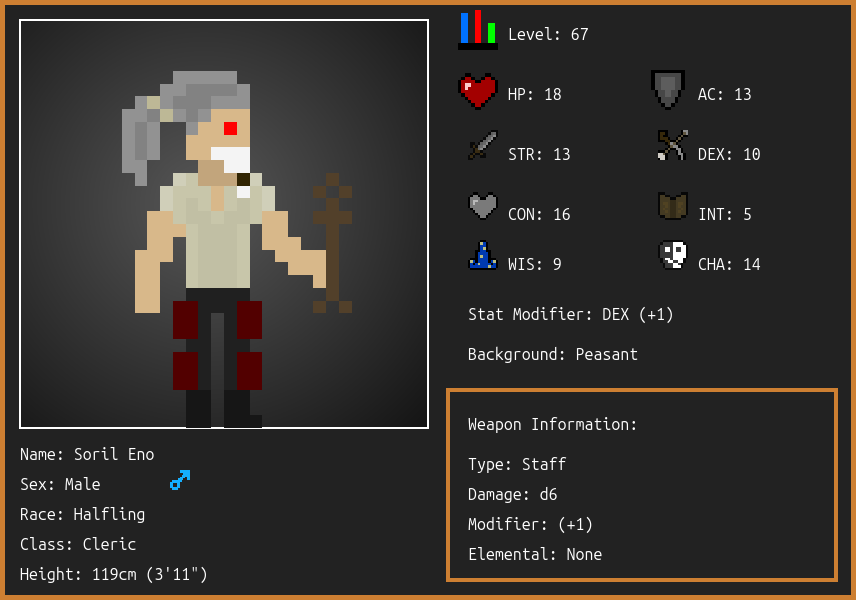 Level: 67
HP: 18
AC: 13
STR: 13
DEX: 10
CON: 16
INT: 5
WIS: 9
CHA: 14
Stat Modifier: DEX (+1)
Background: Peasant
Weapon Information:
Type: Staff
Damage: d6
Modifier: (+1)
Elemental: None
Name: Soril Eno
Sex: Male
Race: Halfling
Class: Cleric
Height: 119cm (3'11")